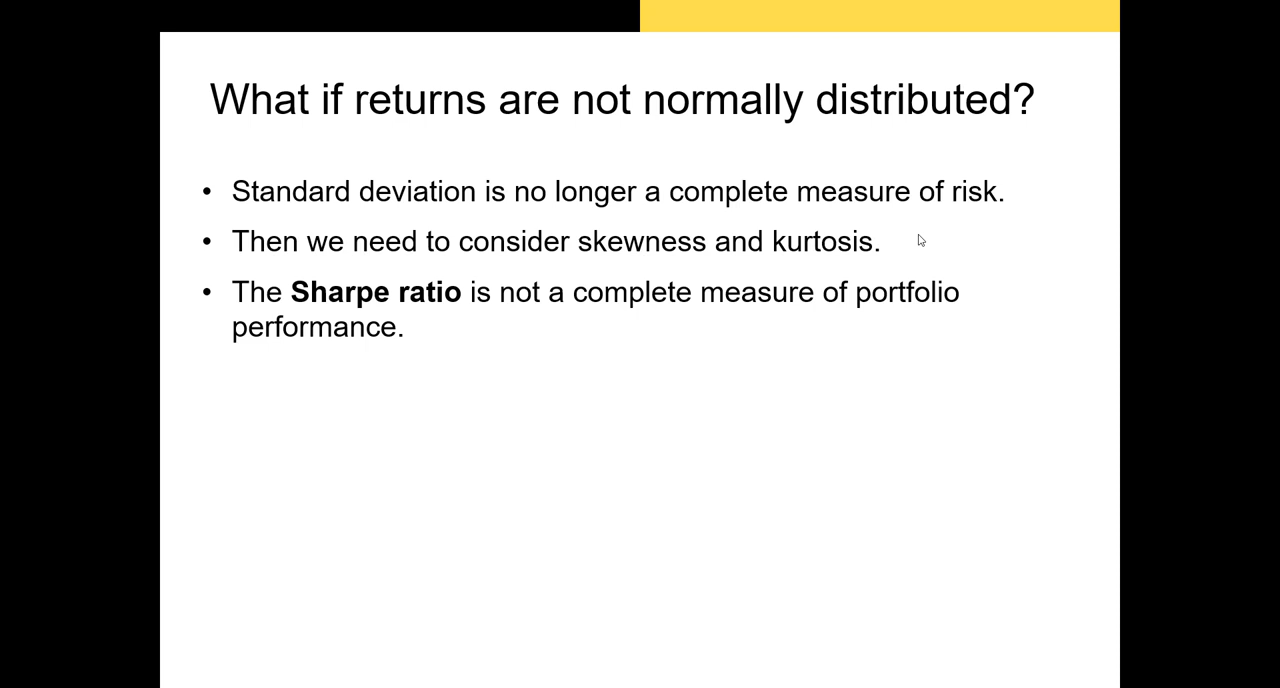 What if returns are not normally distributed?
• Standard deviation is no longer a complete measure of risk.
• Then we need to consider skewness and kurtosis.
• The Sharpe ratio is not a complete measure of portfolio
performance.